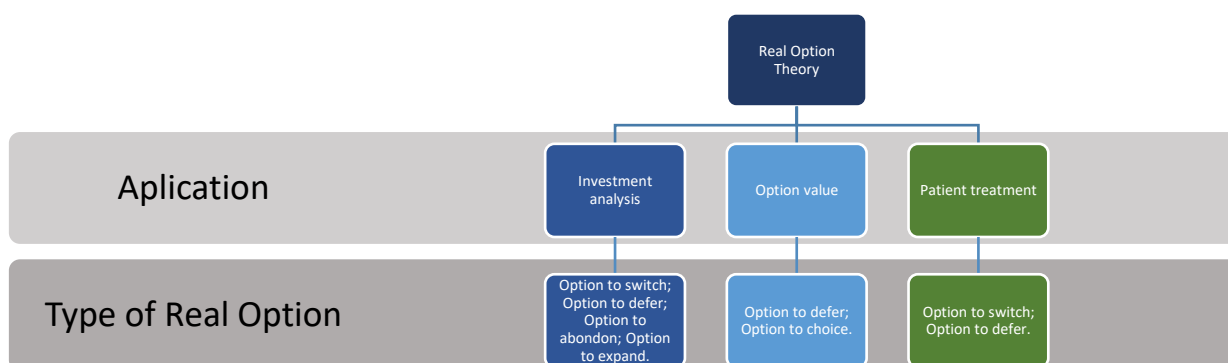 Real Option
Theory
Aplication
Investment
analysis
Option value
Patient treatment
Type of Real Option
Option to switch;
Option to defer;
Option to
abondon; Option
to expand.
Option to defer;
Option to choice.
Option to switch;
Option to defer.